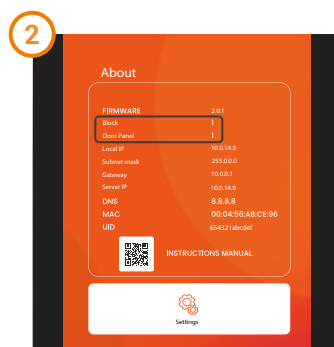 2
About
FIRMWARE 2.0.1
Block 1
Door Panel 1
Local IP 10.0.14.9
Subnet mask 255.0.0.0
Gateway 10.0.0.1
Server IP 10.0.14.9
DNS 8.8.8.8
MAC 00:04:56:AB:CE:96
UID 654321abcdef
INSTRUCTIONS MANUAL
Settings